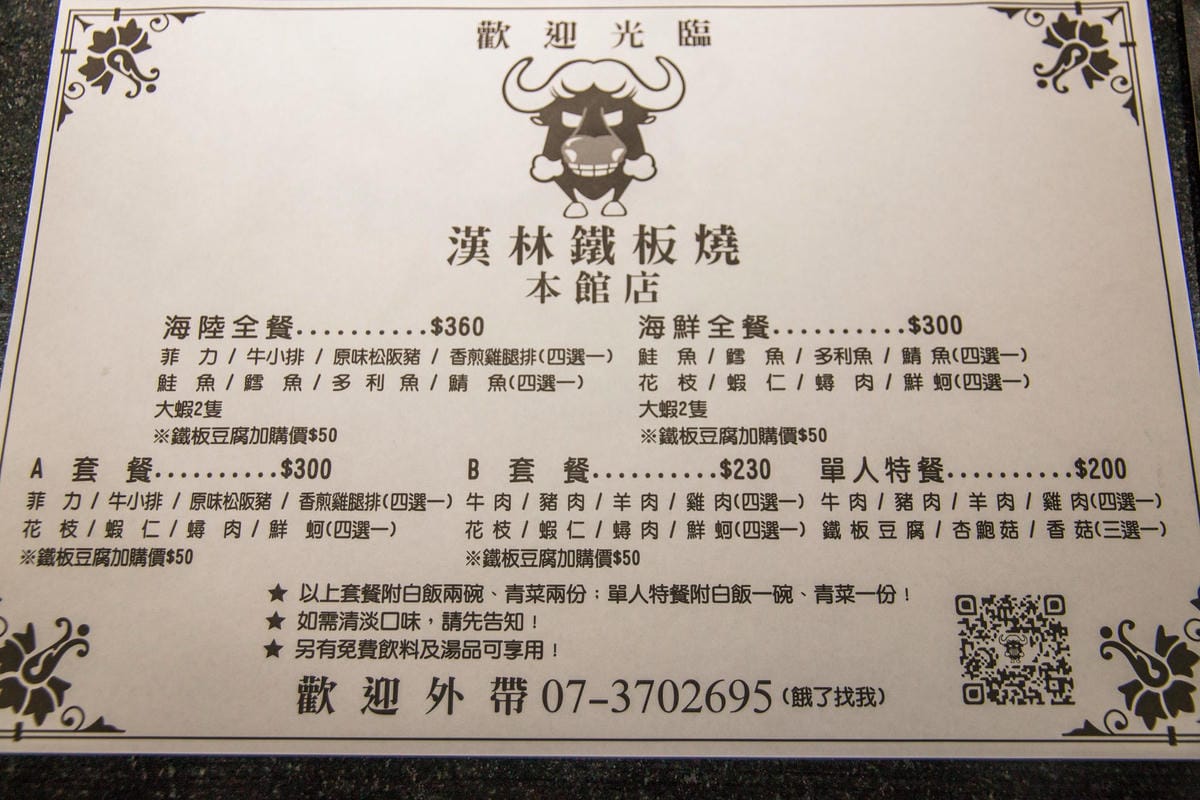 歡迎光臨
漢林鐵板燒
本館店
海陸全餐..........$360
菲 力 / 牛小排 / 原味松阪豬 / 香煎雞腿排(四選一)
鮭 魚 / 鱈 魚 / 多 利 魚 / 鯖 魚(四選一)
大蝦2隻
※鐵板豆腐加購價$50
海鮮全餐..........$300
鮭 魚 / 鱈 魚 / 多利魚 / 鯖 魚(四選一)
花 枝 / 蝦 仁 / 蟳 肉 / 鮮 蚵(四選一)
大蝦2隻
※鐵板豆腐加購價$50
A 套 餐..........$300
菲 力 / 牛小排 / 原味松阪豬 / 香煎雞腿排(四選一)
花 枝 / 蝦 仁 / 蟳 肉 / 鮮 蚵(四選一)
※鐵板豆腐加購價$50
B 套 餐..........$230
牛 肉 / 豬 肉 / 羊 肉 / 雞 肉(四選一)
花 枝 / 蝦 仁 / 蟳 肉 / 鮮 蚵(四選一)
※鐵板豆腐加購價$50
單人特餐..........$200
牛 肉 / 豬 肉 / 羊 肉 / 雞 肉(四選一)
鐵 板 豆 腐 / 杏 鮑 菇 / 香 菇(三選一)
★ 以上套餐附白飯兩碗、青菜兩份；單人特餐附白飯一碗、青菜一份！
★ 如需清淡口味，請先告知！
★ 另有免費飲料及湯品可享用！
歡迎外帶 07-3702695 (餓了找我)